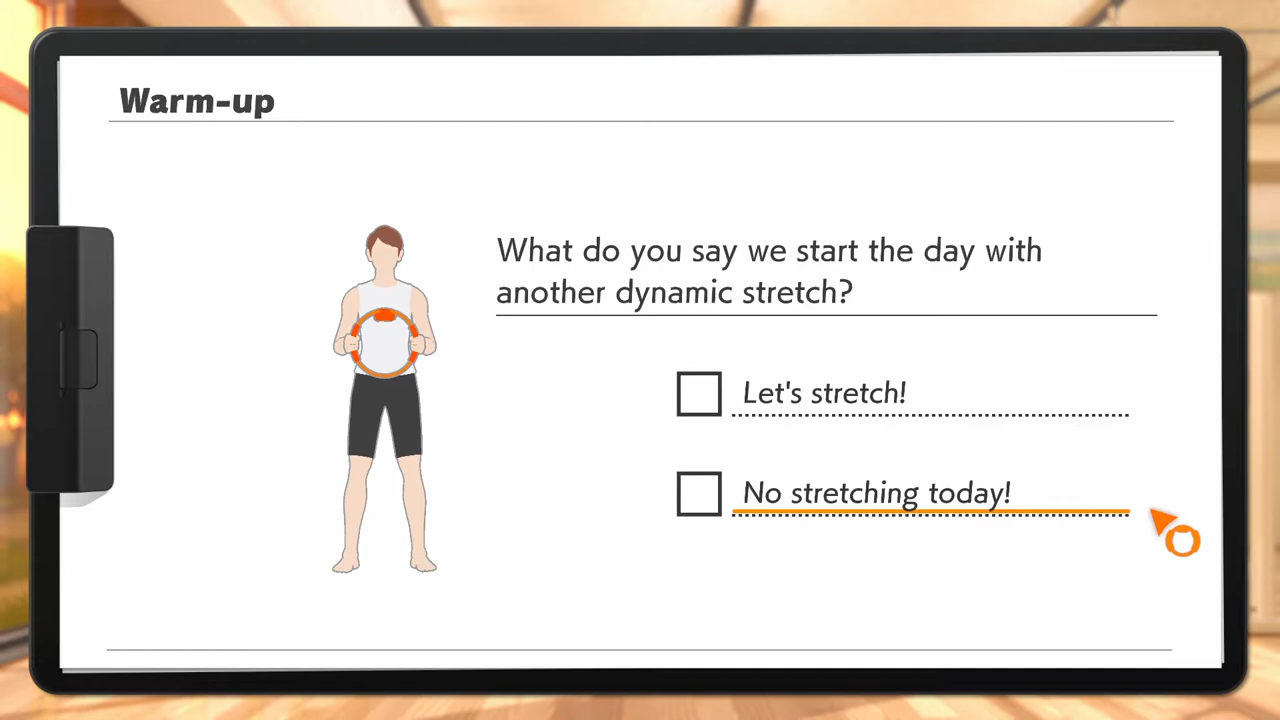 Warm-up
What do you say we start the day with
another dynamic stretch?
Let's stretch!
No stretching today!